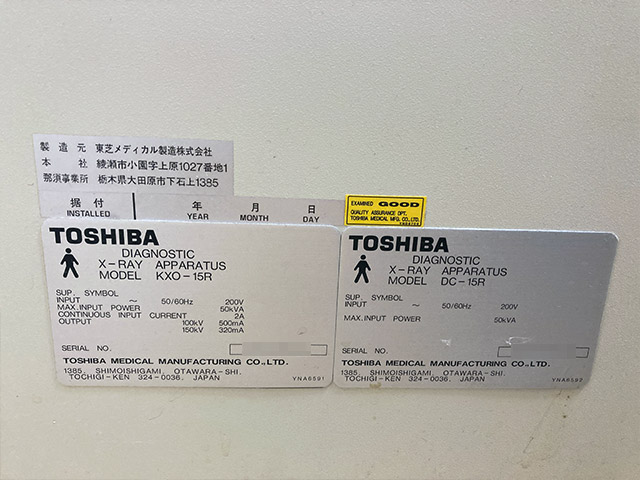 製造元 東芝メディカル製造株式会社
本社 綾瀬市小園字上原1027番地1
那須事業所 栃木県大田原市下石上1385
据付 年 月 日
INSTALLED YEAR MONTH DAY
EXAMINED GOOD
QUALITY ASSURANCE DPT.
TOSHIBA MEDICAL MFG. CO., LTD.
TOSHIBA
DIAGNOSTIC
X-RAY APPARATUS
MODEL KXO-15R
SUP. SYMBOL
INPUT ～ 50/60Hz 200V
MAX.INPUT POWER 50kVA
CONTINUOUS INPUT CURRENT 2A
OUTPUT 100kV 500mA
150kV 320mA
SERIAL NO.
TOSHIBA MEDICAL MANUFACTURING CO., LTD.
1385, SHIMOISHIGAMI, OTAWARA-SHI,
TOCHIGI-KEN 324-0036, JAPAN
YNA6591
TOSHIBA
DIAGNOSTIC
X-RAY APPARATUS
MODEL DC-15R
SUP. SYMBOL
INPUT ～ 50/60Hz 200V
MAX.INPUT POWER 50kVA
SERIAL NO.
TOSHIBA MEDICAL MANUFACTURING CO., LTD.
1385, SHIMOISHIGAMI, OTAWARA-SHI,
TOCHIGI-KEN 324-0036, JAPAN
YNA6592